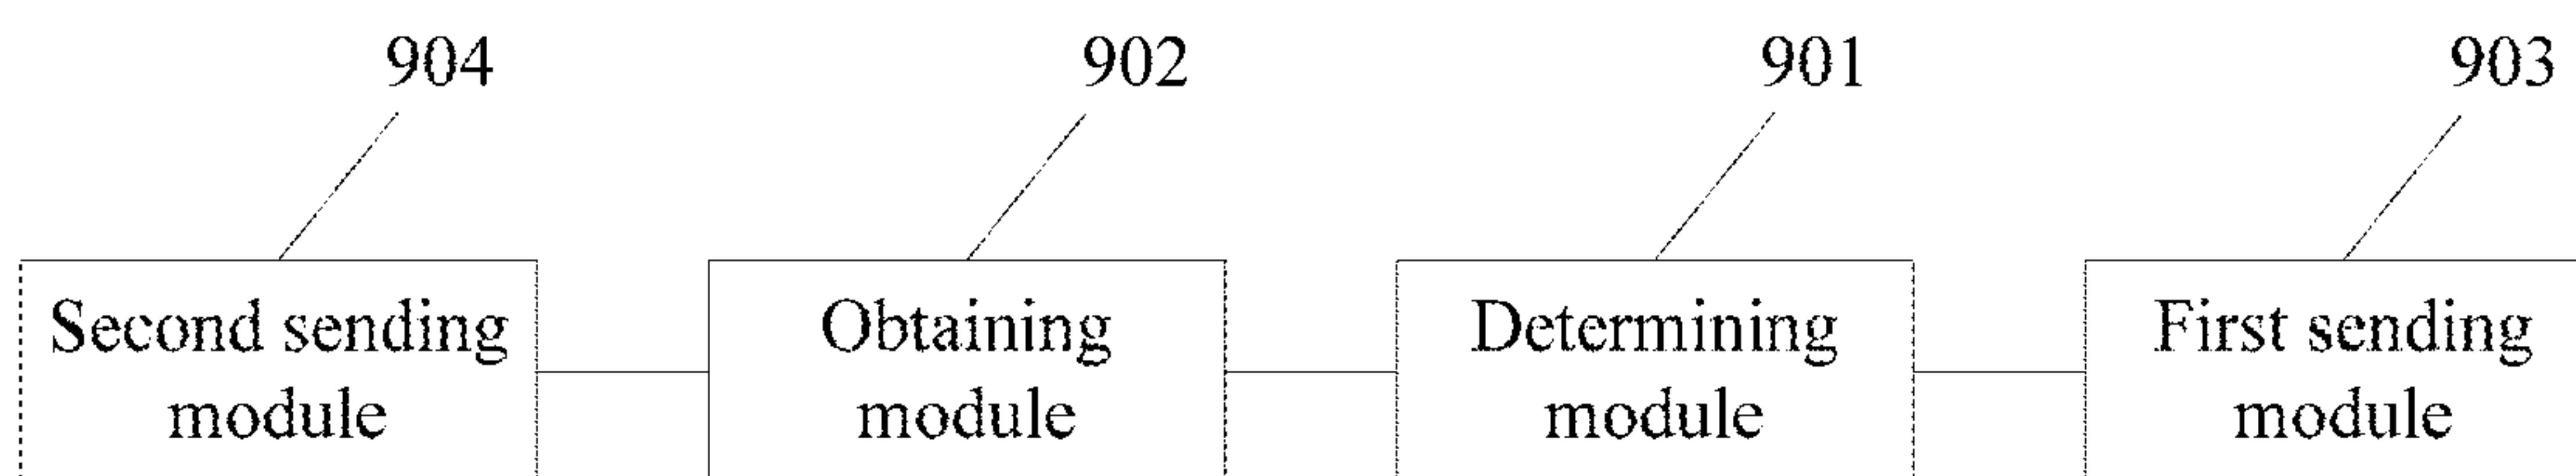 904 902 901 903
Second sending Obtaining Determining First sending
module module module module